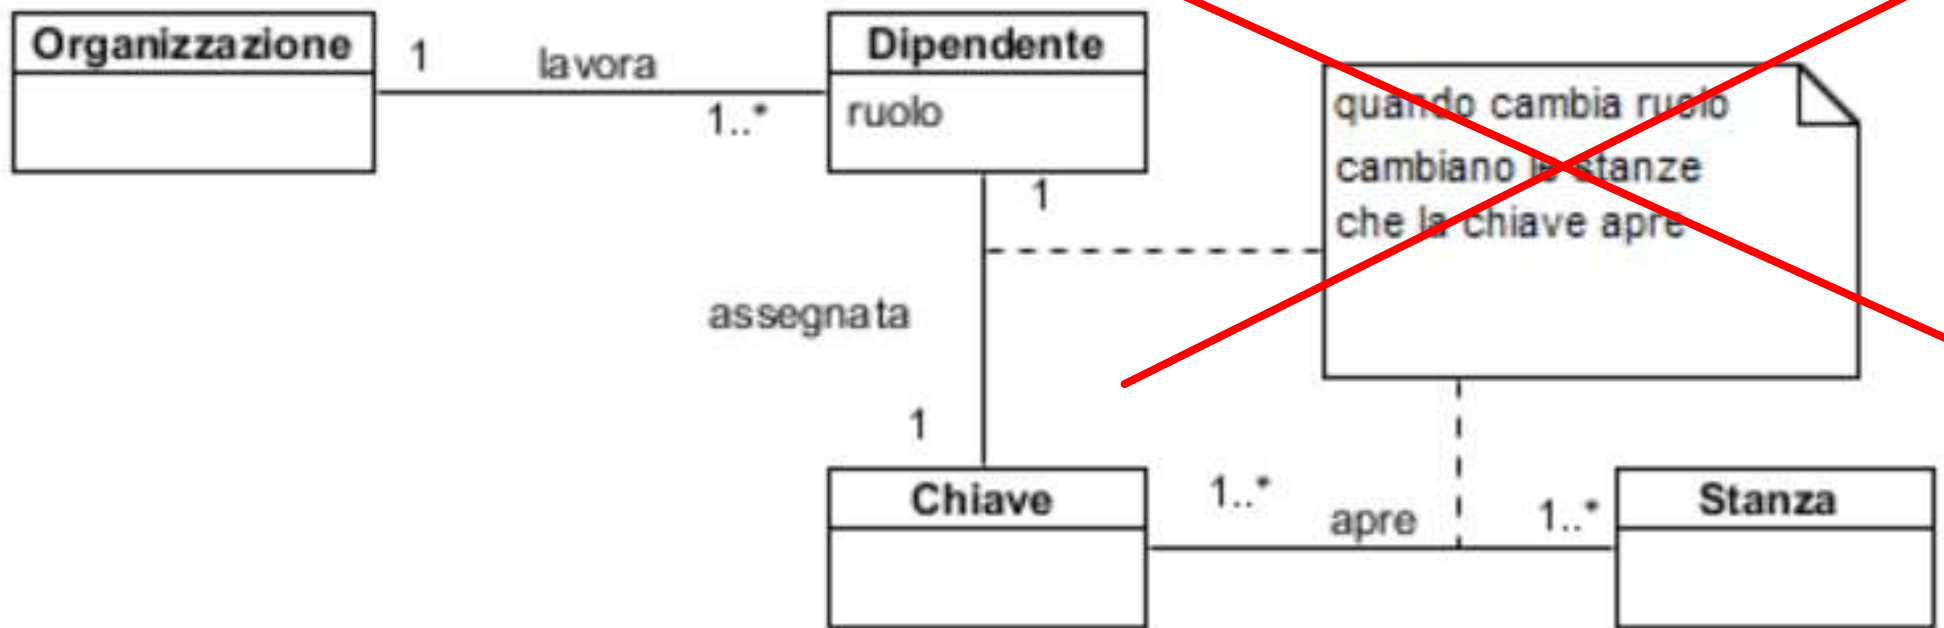 Organizzazione
1
lavora
1..*
Dipendente
ruolo
quando cambia ruolo
cambiano le stanze
che la chiave apre
1
assegnata
1
Chiave
1..*
apre
1..*
Stanza